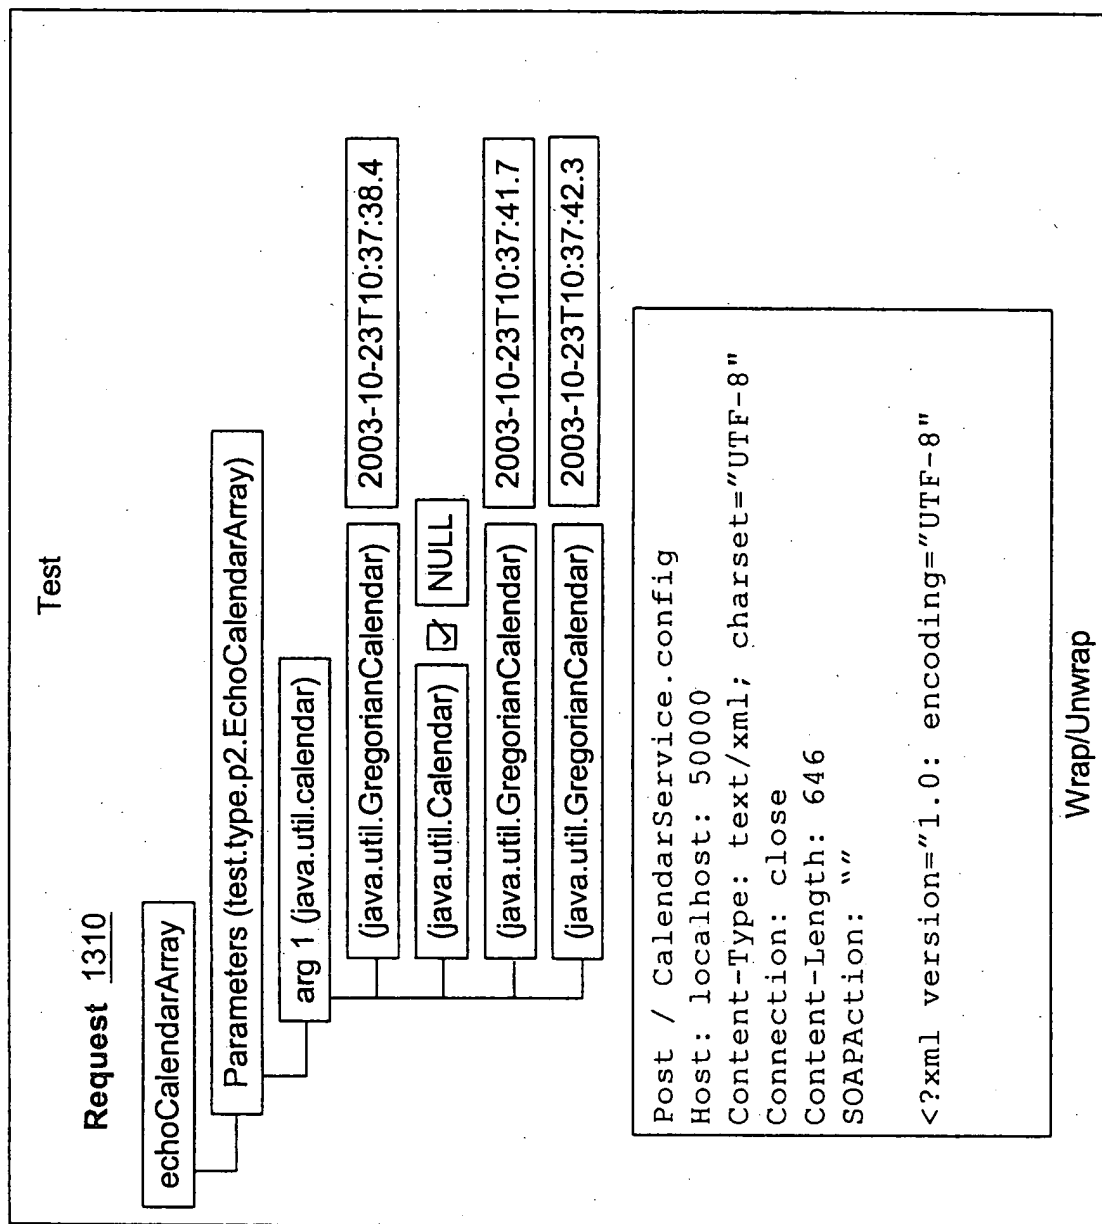 Test
Request 1310
echoCalendarArray
Parameters (test.type.p2.EchoCalendarArray)
arg 1 (java.util.calendar)
(java.util.GregorianCalendar) 2003-10-23T10:37:38.4
(java.util.Calendar) NULL
(java.util.GregorianCalendar) 2003-10-23T10:37:41.7
(java.util.GregorianCalendar) 2003-10-23T10:37:42.3
Post / CalendarService.config
Host: localhost: 50000
Content-Type: text/xml; charset="UTF-8"
Connection: close
Content-Length: 646
SOAPAction: “”
<?xml version="1.0: encoding="UTF-8"
Wrap/Unwrap